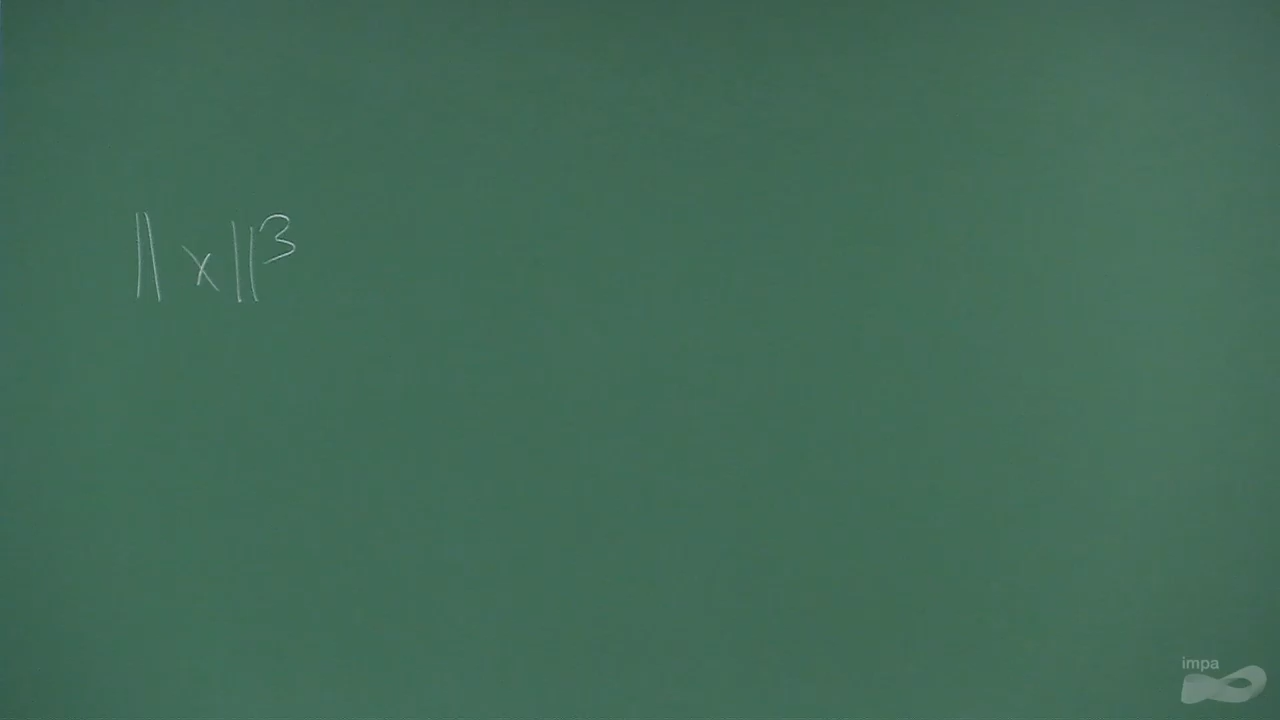 ‖ x ‖³
impa